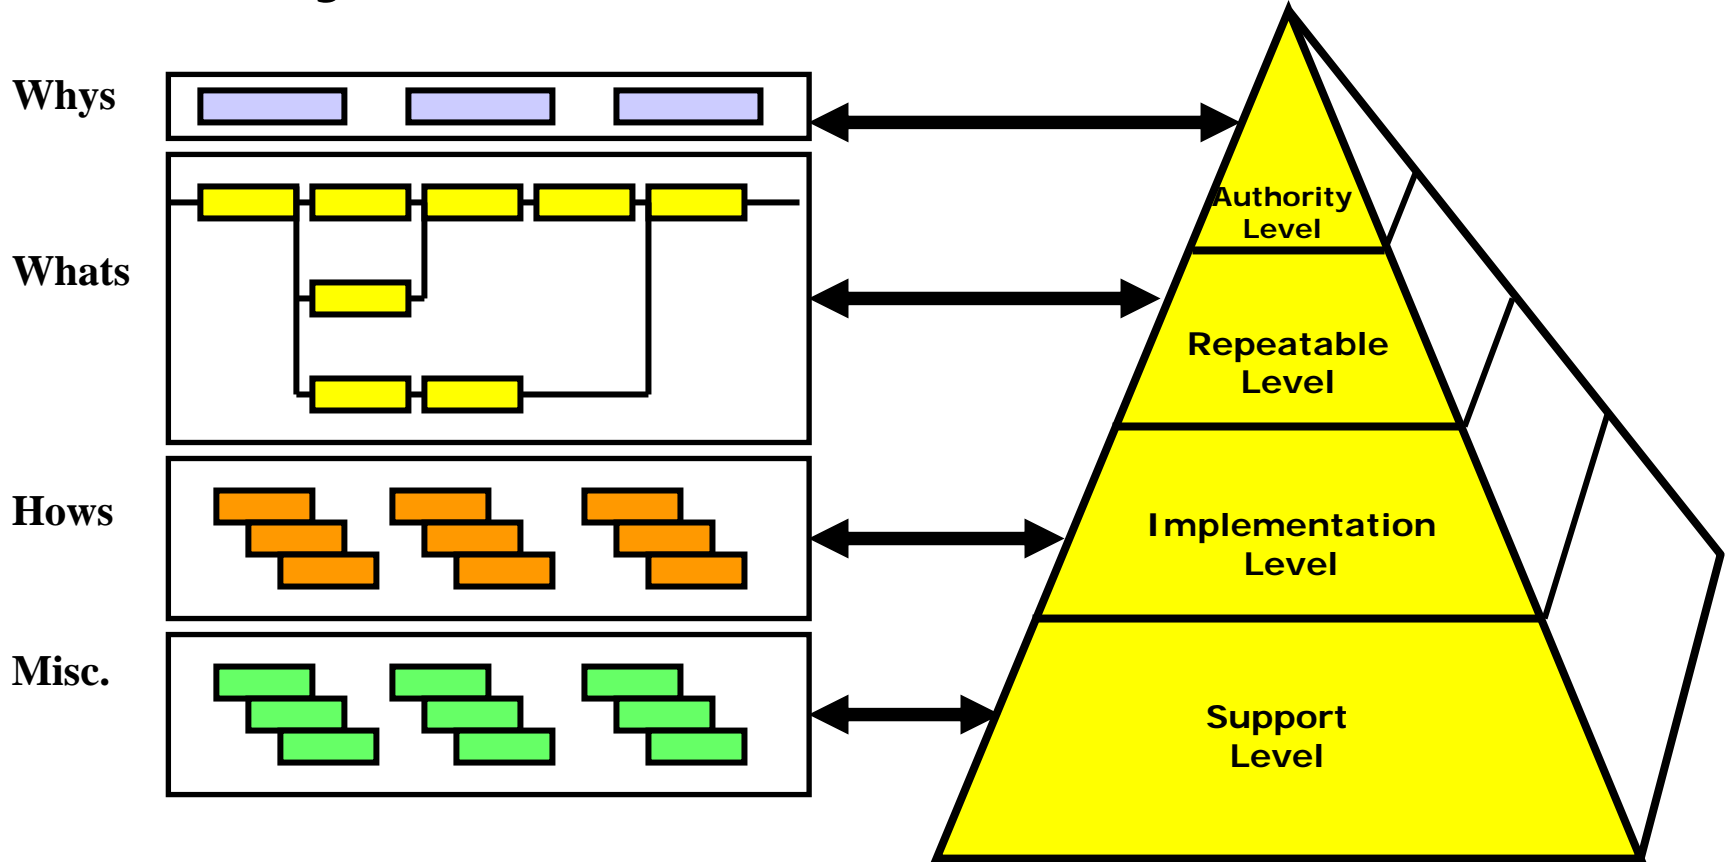 Whys
Whats
Hows
Misc.
Authority
Level
Repeatable
Level
Implementation
Level
Support
Level